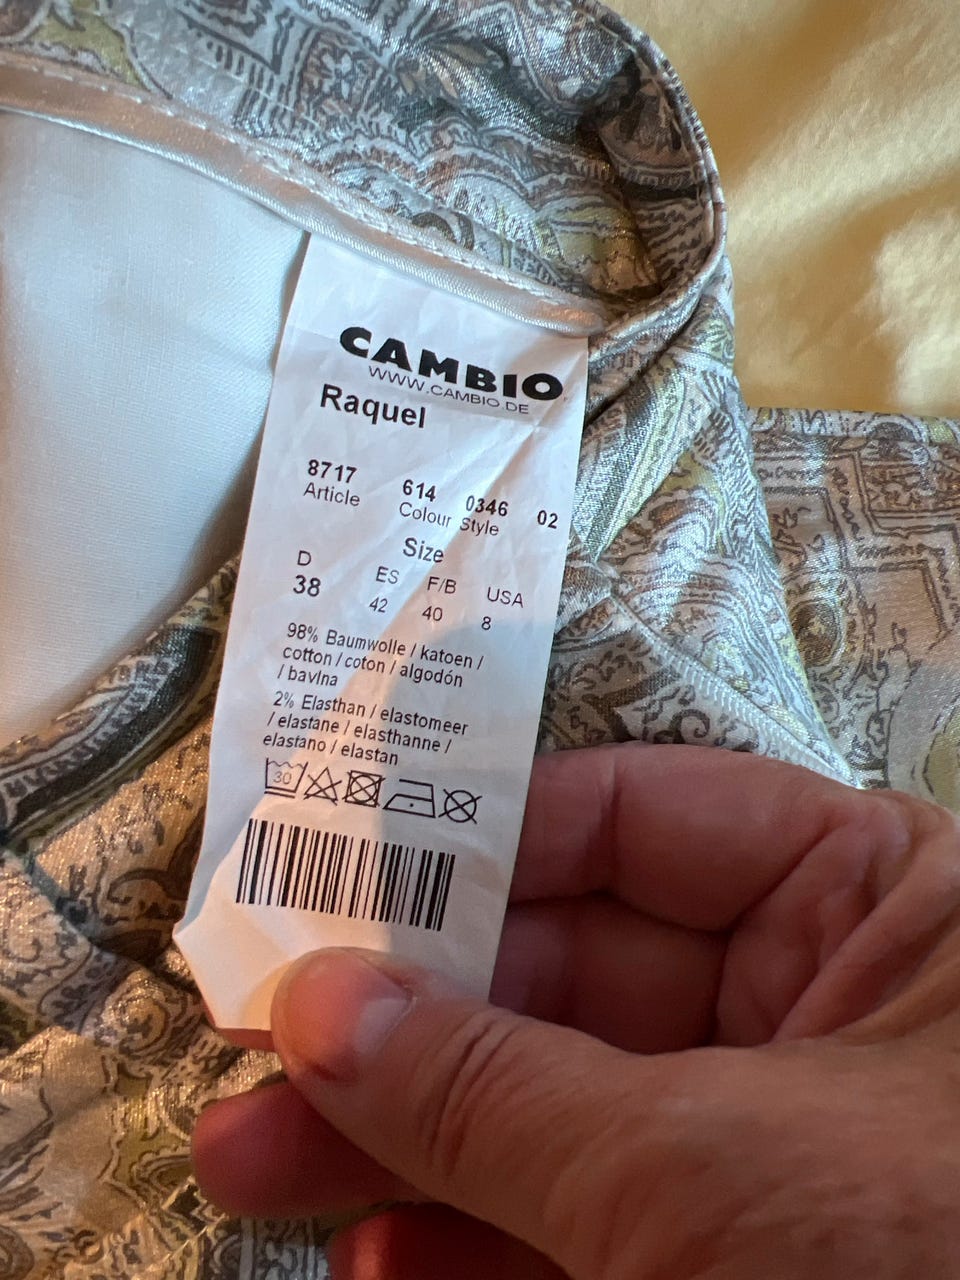 CAMBIO
WWW.CAMBIO.DE
Raquel
8717 614 0346 02
Article Colour Style
Size
D ES F/B USA
38 42 40 8
98% Baumwolle / katoen /
cotton / coton / algodón
/ bavlna
2% Elasthan / elastomeer
/ elastane / elasthanne /
elastano / elastan
30